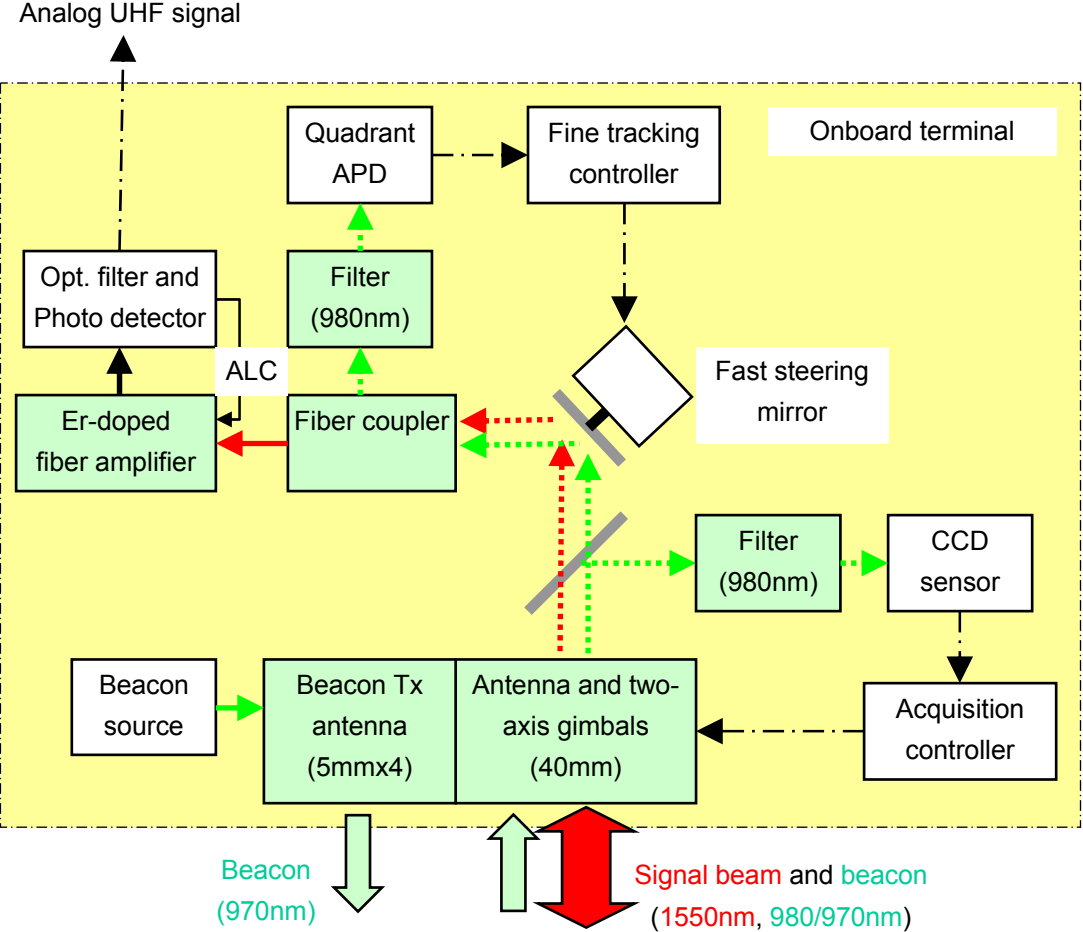 Analog UHF signal
Quadrant
APD
Fine tracking
controller
Onboard terminal
Opt. filter and
Photo detector
Filter
(980nm)
ALC
Fast steering
mirror
Er-doped
fiber amplifier
Fiber coupler
Filter
(980nm)
CCD
sensor
Beacon
source
Beacon Tx
antenna
(5mmx4)
Antenna and two-
axis gimbals
(40mm)
Acquisition
controller
Beacon
(970nm)
Signal beam and beacon
(1550nm, 980/970nm)